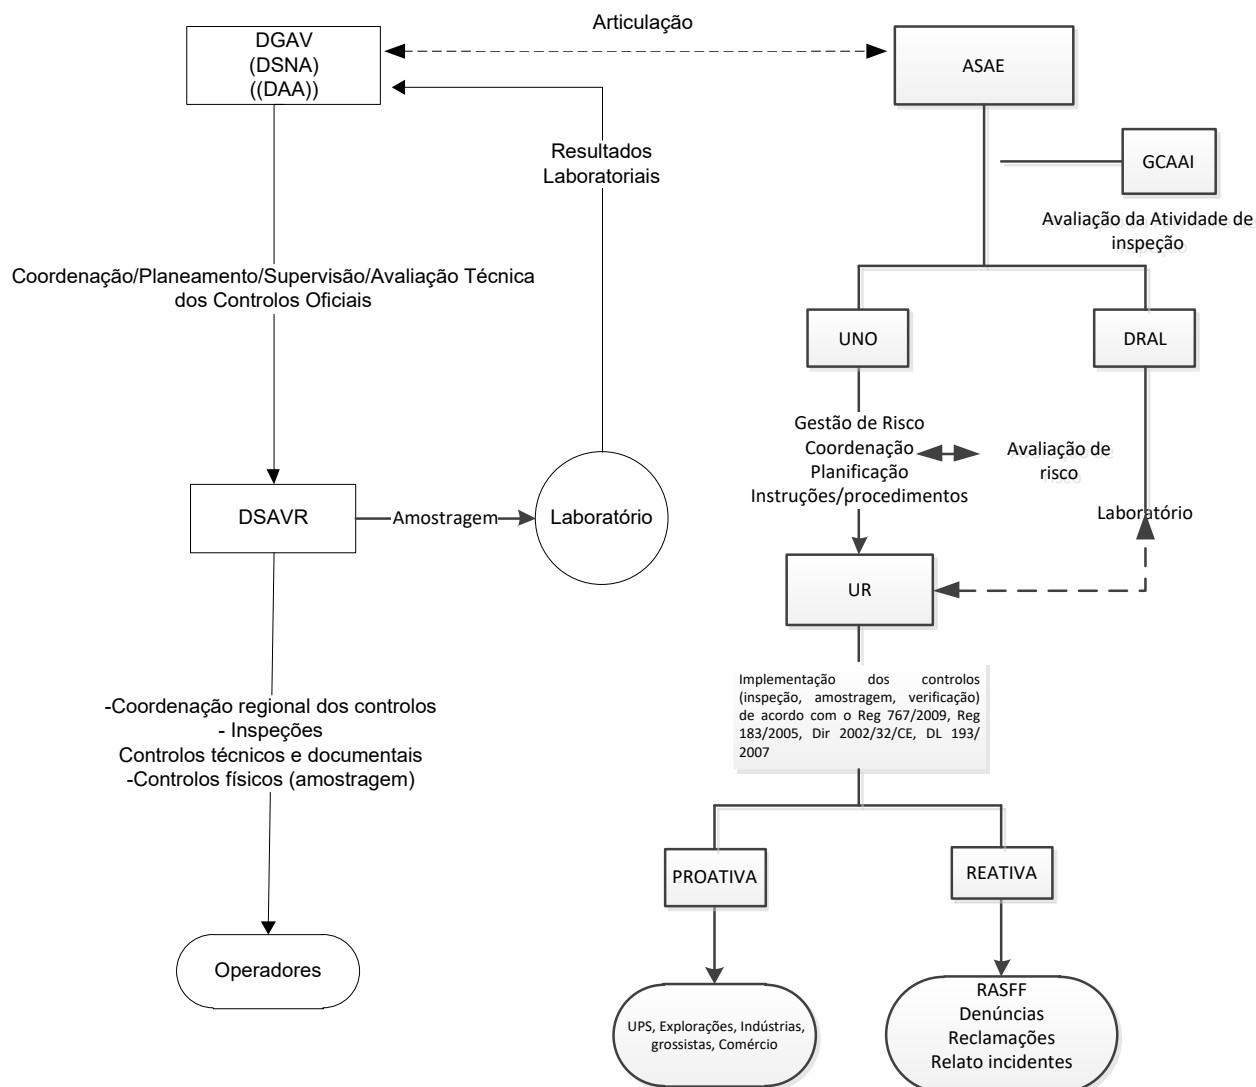 Articulação
DGAV
(DSNA)
((DAA))
ASAE
Resultados
Laboratoriais
GCAAI
Avaliação da Atividade de
inspeção
Coordenação/Planeamento/Supervisão/Avaliação Técnica
dos Controlos Oficiais
UNO
DRAL
Gestão de Risco
Coordenação
Planificação
Instruções/procedimentos
Avaliação de
risco
DSAVR
Amostragem
Laboratório
Laboratório
UR
Implementação dos controlos
(inspeção, amostragem, verificação)
de acordo com o Reg 767/2009, Reg
183/2005, Dir 2002/32/CE, DL 193/
2007
-Coordenação regional dos controlos
- Inspeções
Controlos técnicos e documentais
-Controlos físicos (amostragem)
PROATIVA
REATIVA
Operadores
UPS, Explorações, Indústrias,
grossistas, Comércio
RASFF
Denúncias
Reclamações
Relato incidentes